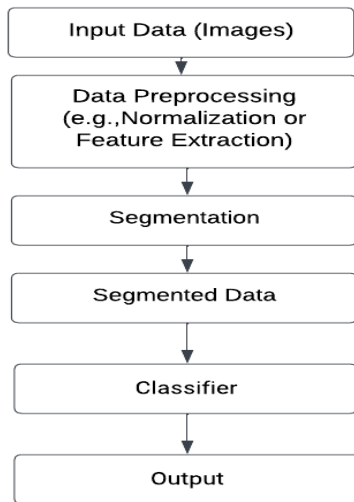 Input Data (Images)
Data Preprocessing
(e.g.,Normalization or
Feature Extraction)
Segmentation
Segmented Data
Classifier
Output